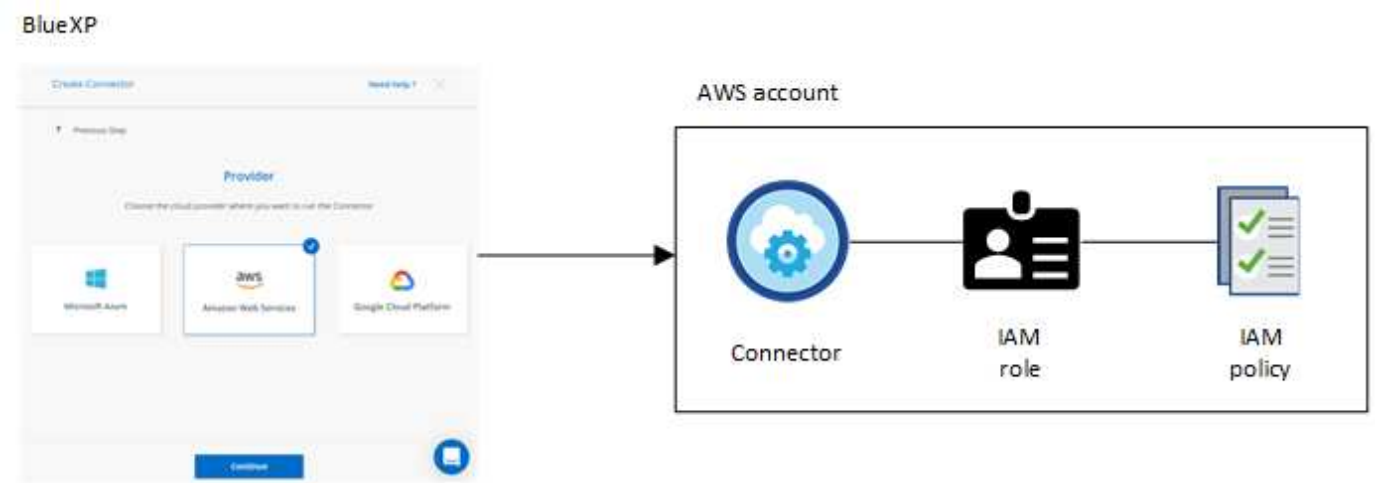 BlueXP
Create Connector
Need help ?
Previous Step
AWS account
Provider
Choose the cloud provider where you want to run the Connector
aws
Microsoft Azure
Amazon Web Services
Google Cloud Platform
Connector
IAM
role
IAM
policy
Continue